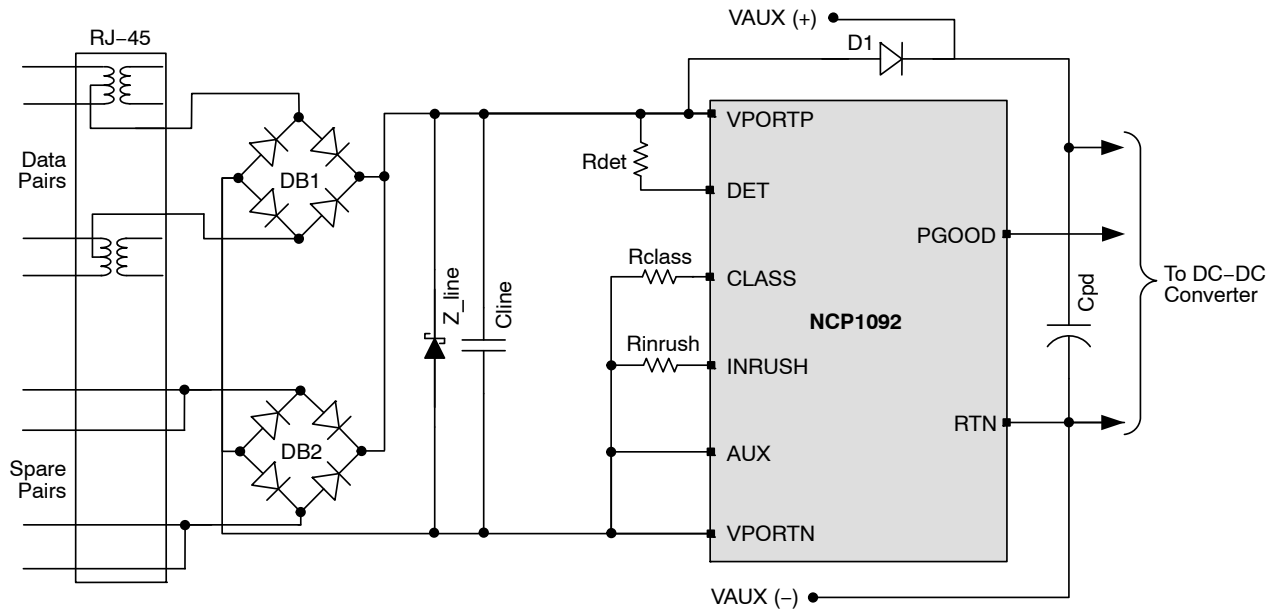 VAUX (+)
RJ−45
D1
VPORTP
Data
Pairs
Rdet
DB1
DET
PGOOD
Rclass
CLASS
To DC−DC
Converter
Z_line
Cline
Cpd
NCP1092
Rinrush
INRUSH
RTN
DB2
AUX
Spare
Pairs
VPORTN
VAUX (−)